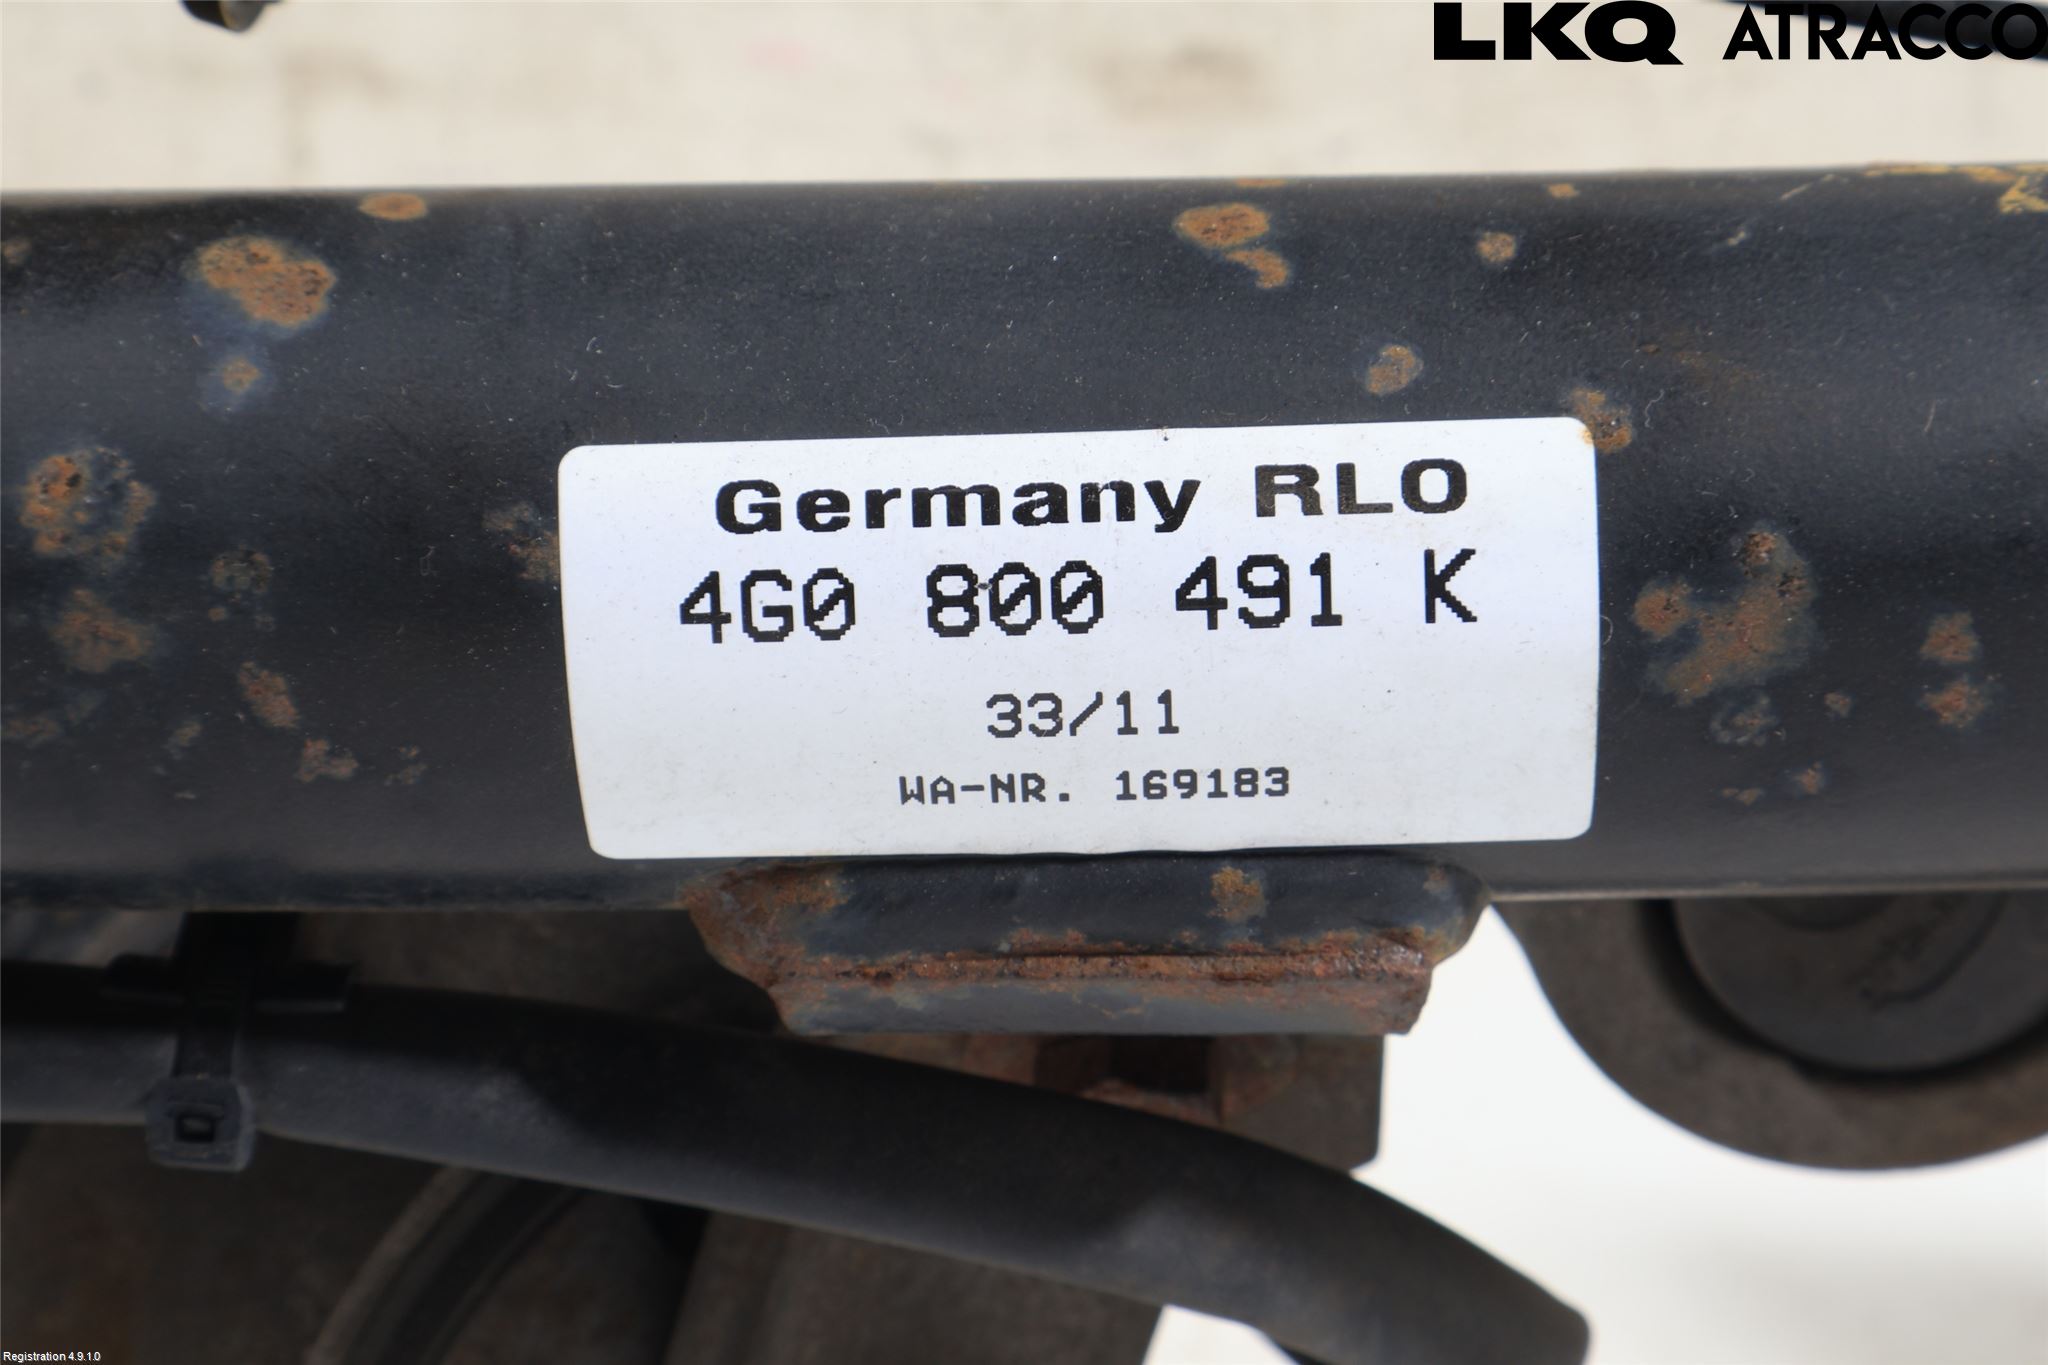 LKQ ATRACCO
Germany RLO
4G0 800 491 K
33/11
WA-NR. 169183
Registration 4.9.1.0